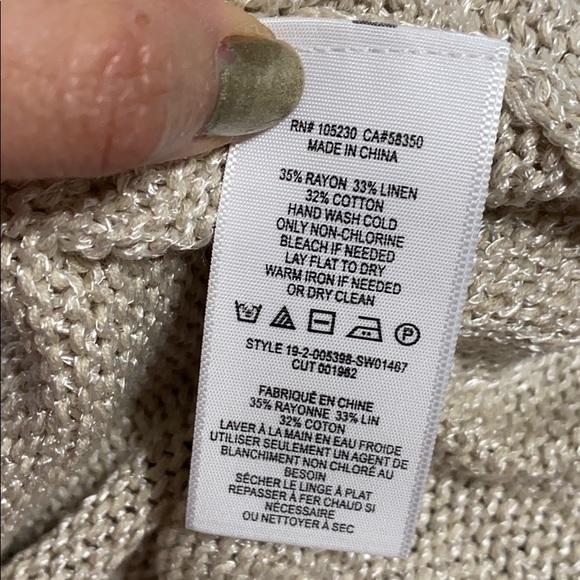 RN# 105230 CA#58350
MADE IN CHINA
35% RAYON 33% LINEN
32% COTTON
HAND WASH COLD
ONLY NON-CHLORINE
BLEACH IF NEEDED
LAY FLAT TO DRY
WARM IRON IF NEEDED
OR DRY CLEAN
P
STYLE 19-2-005398-SW01467
CUT 001962
FABRIQUÉ EN CHINE
35% RAYONNE 33% LIN
32% COTON
LAVER À LA MAIN EN EAU FROIDE
UTILISER SEULEMENT UN AGENT DE
BLANCHIMENT NON CHLORÉ AU
BESOIN
SÉCHER LE LINGE À PLAT
REPASSER À FER CHAUD SI
NÉCESSAIRE
OU NETTOYER À SEC